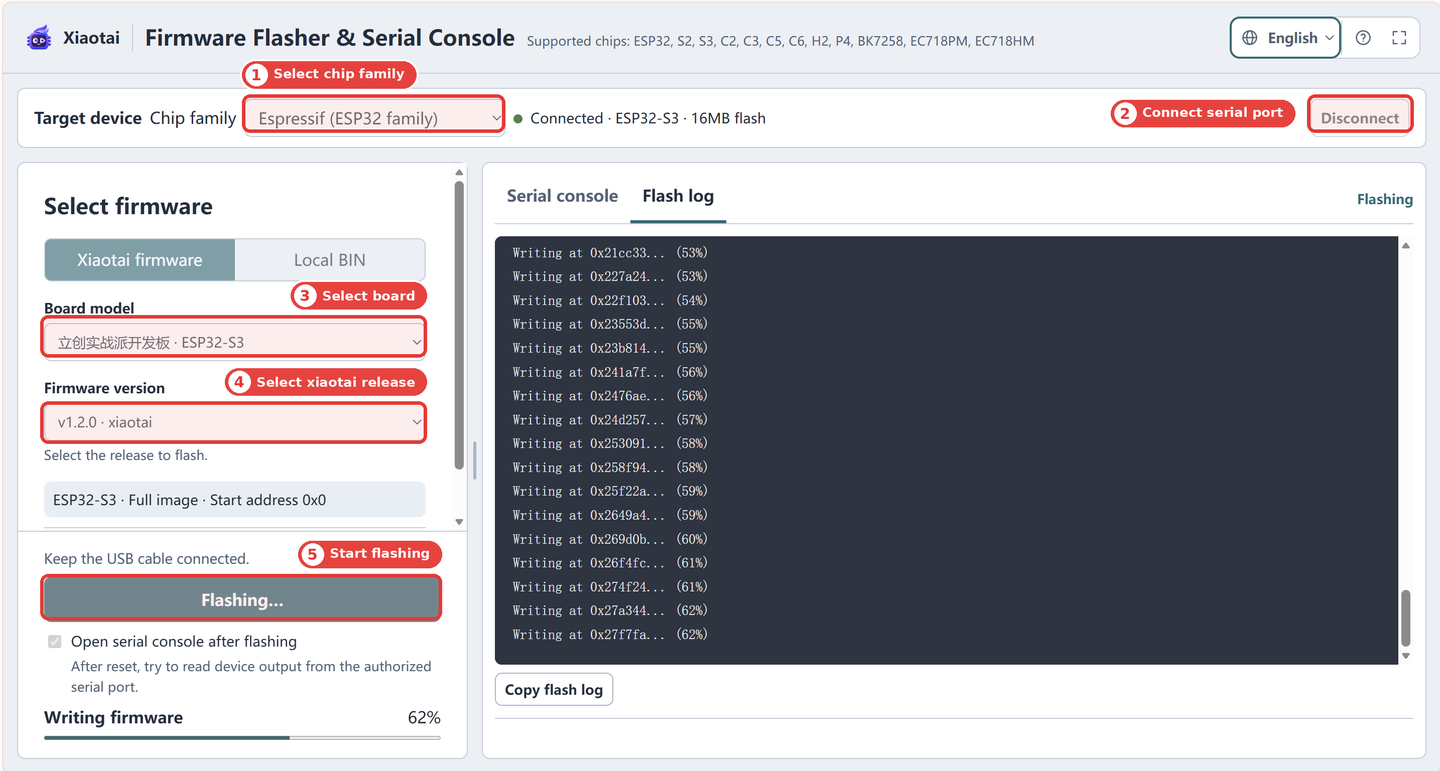 Xiaotai
Firmware Flasher & Serial Console
Supported chips: ESP32, S2, S3, C2, C3, C5, C6, H2, P4, BK7258, EC718PM, EC718HM
English
1 Select chip family
Target device Chip family
Espressif (ESP32 family)
Connected · ESP32-S3 · 16MB flash
2 Connect serial port
Disconnect
Select firmware
Xiaotai firmware
Local BIN
3 Select board
Board model
立创实战派开发板 · ESP32-S3
4 Select xiaotai release
Firmware version
v1.2.0 · xiaotai
Select the release to flash.
ESP32-S3 · Full image · Start address 0x0
Keep the USB cable connected.
5 Start flashing
Flashing...
Open serial console after flashing
After reset, try to read device output from the authorized
serial port.
Writing firmware
62%
Serial console
Flash log
Flashing
Writing at 0x21cc33... (53%)
Writing at 0x227a24... (53%)
Writing at 0x22f103... (54%)
Writing at 0x23553d... (55%)
Writing at 0x23b814... (55%)
Writing at 0x241a7f... (56%)
Writing at 0x2476ae... (56%)
Writing at 0x24d257... (57%)
Writing at 0x253091... (58%)
Writing at 0x258f94... (58%)
Writing at 0x25f22a... (59%)
Writing at 0x2649a4... (59%)
Writing at 0x269d0b... (60%)
Writing at 0x26f4fc... (61%)
Writing at 0x274f24... (61%)
Writing at 0x27a344... (62%)
Writing at 0x27f7fa... (62%)
Copy flash log